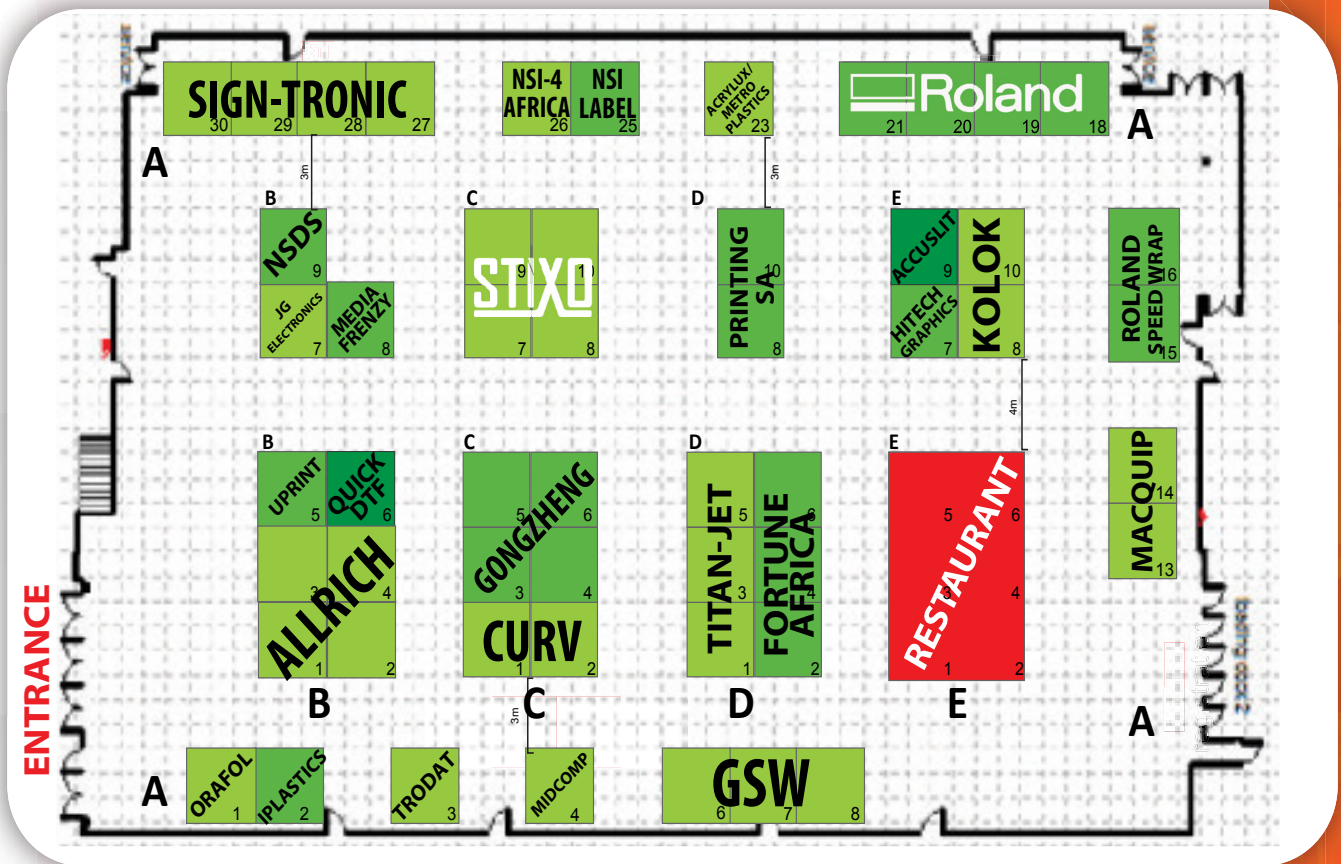 SIGN-TRONIC
30 29 28 27
NSI-4
AFRICA
26
NSI
LABEL
25
ACRYLUX/
METRO
PLASTICS
23
Roland
21 20 19 18
A
A
3m
3m
B
NSDS
9
JG
ELECTRONICS
7
MEDIA
FRENZY
8
C
STIXO
9 10
7 8
D
PRINTING
SA
10
8
E
ACCUSLIT
9
HITECH
GRAPHICS
7
KOLOK
10
8
ROLAND
SPEED WRAP
16
15
4m
B
UPRINT
5
QUICK
DTF
6
ALLRICH
3 4
1 2
B
C
GONGZHENG
5 6
3 4
CURV
1 2
C
3m
D
TITAN-JET
5
3
1
FORTUNE
AFRICA
6
4
2
D
E
RESTAURANT
5 6
3 4
1 2
E
MACQUIP
14
13
A
ENTRANCE
A
ORAFOL
1
IPLASTICS
2
TRODAT
3
MIDCOMP
4
GSW
6 7 8